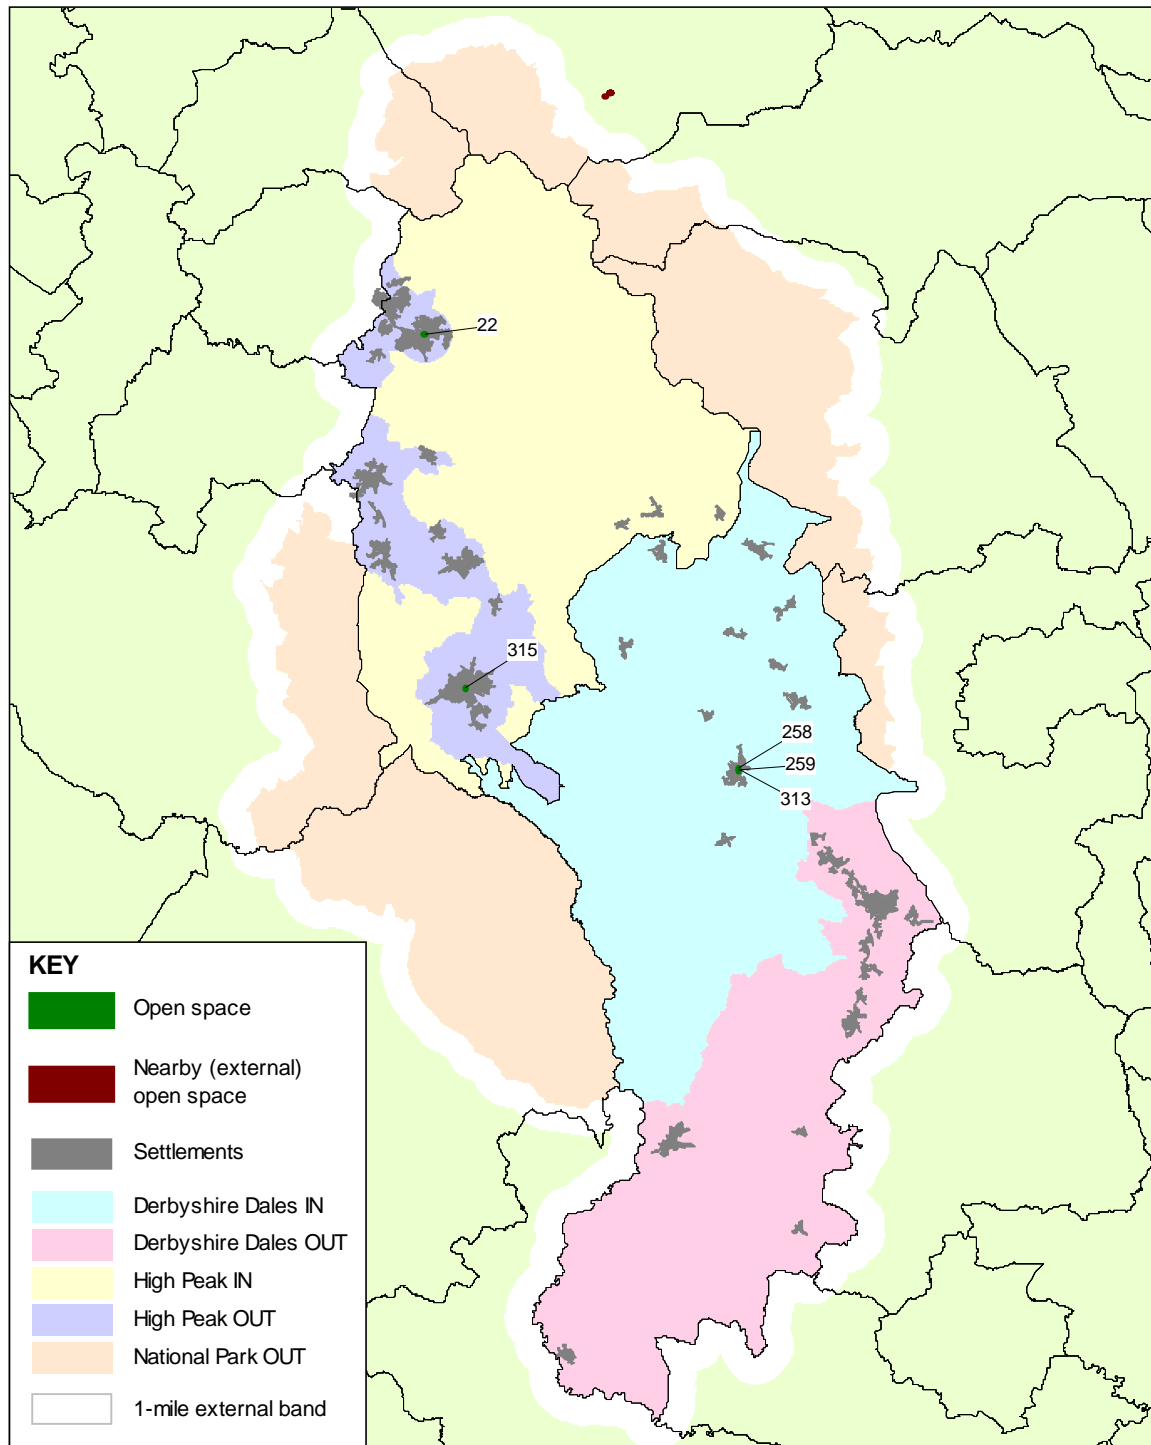 22
315
258
259
313
KEY
Open space
Nearby (external)
open space
Settlements
Derbyshire Dales IN
Derbyshire Dales OUT
High Peak IN
High Peak OUT
National Park OUT
1-mile external band